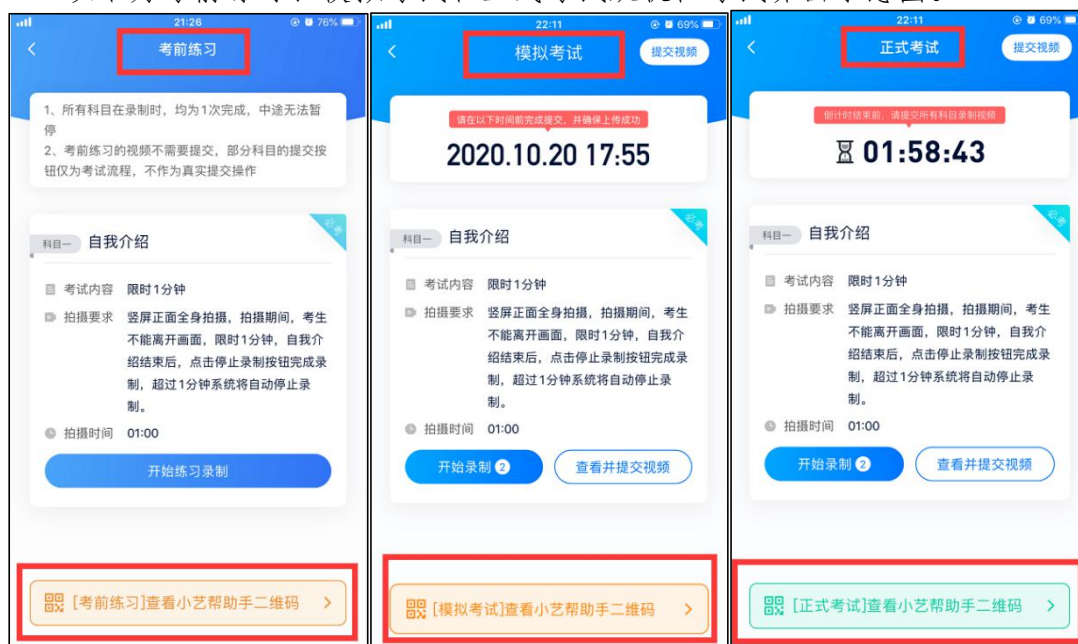 21:26
76%
考前练习
1、所有科目在录制时，均为1次完成，中途无法暂
停
2、考前练习的视频不需要提交，部分科目的提交按
钮仅为考试流程，不作为真实提交操作
必考
科目一 自我介绍
考试内容 限时1分钟
拍摄要求 竖屏正面全身拍摄，拍摄期间，考生
不能离开画面，限时1分钟，自我介
绍结束后，点击停止录制按钮完成录
制，超过1分钟系统将自动停止录
制。
拍摄时间 01:00
开始练习录制
[考前练习]查看小艺帮助手二维码
22:11
69%
模拟考试
提交视频
请在以下时间前完成提交，并确保上传成功
2020.10.20 17:55
必考
科目一 自我介绍
考试内容 限时1分钟
拍摄要求 竖屏正面全身拍摄，拍摄期间，考生
不能离开画面，限时1分钟，自我介
绍结束后，点击停止录制按钮完成录
制，超过1分钟系统将自动停止录
制。
拍摄时间 01:00
开始录制 2 查看并提交视频
[模拟考试]查看小艺帮助手二维码
22:11
69%
正式考试
提交视频
倒计时结束前，请提交所有科目录制视频
01:58:43
必考
科目一 自我介绍
考试内容 限时1分钟
拍摄要求 竖屏正面全身拍摄，拍摄期间，考生
不能离开画面，限时1分钟，自我介
绍结束后，点击停止录制按钮完成录
制，超过1分钟系统将自动停止录
制。
拍摄时间 01:00
开始录制 2 查看并提交视频
[正式考试]查看小艺帮助手二维码